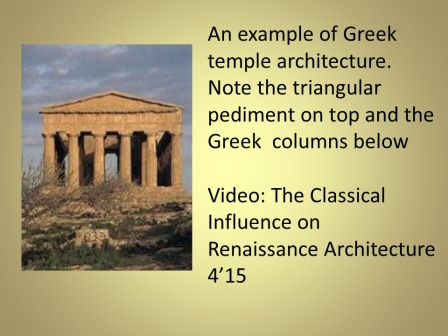 An example of Greek
temple architecture.
Note the triangular
pediment on top and the
Greek  columns below
Video: The Classical
Influence on
Renaissance Architecture
4’15